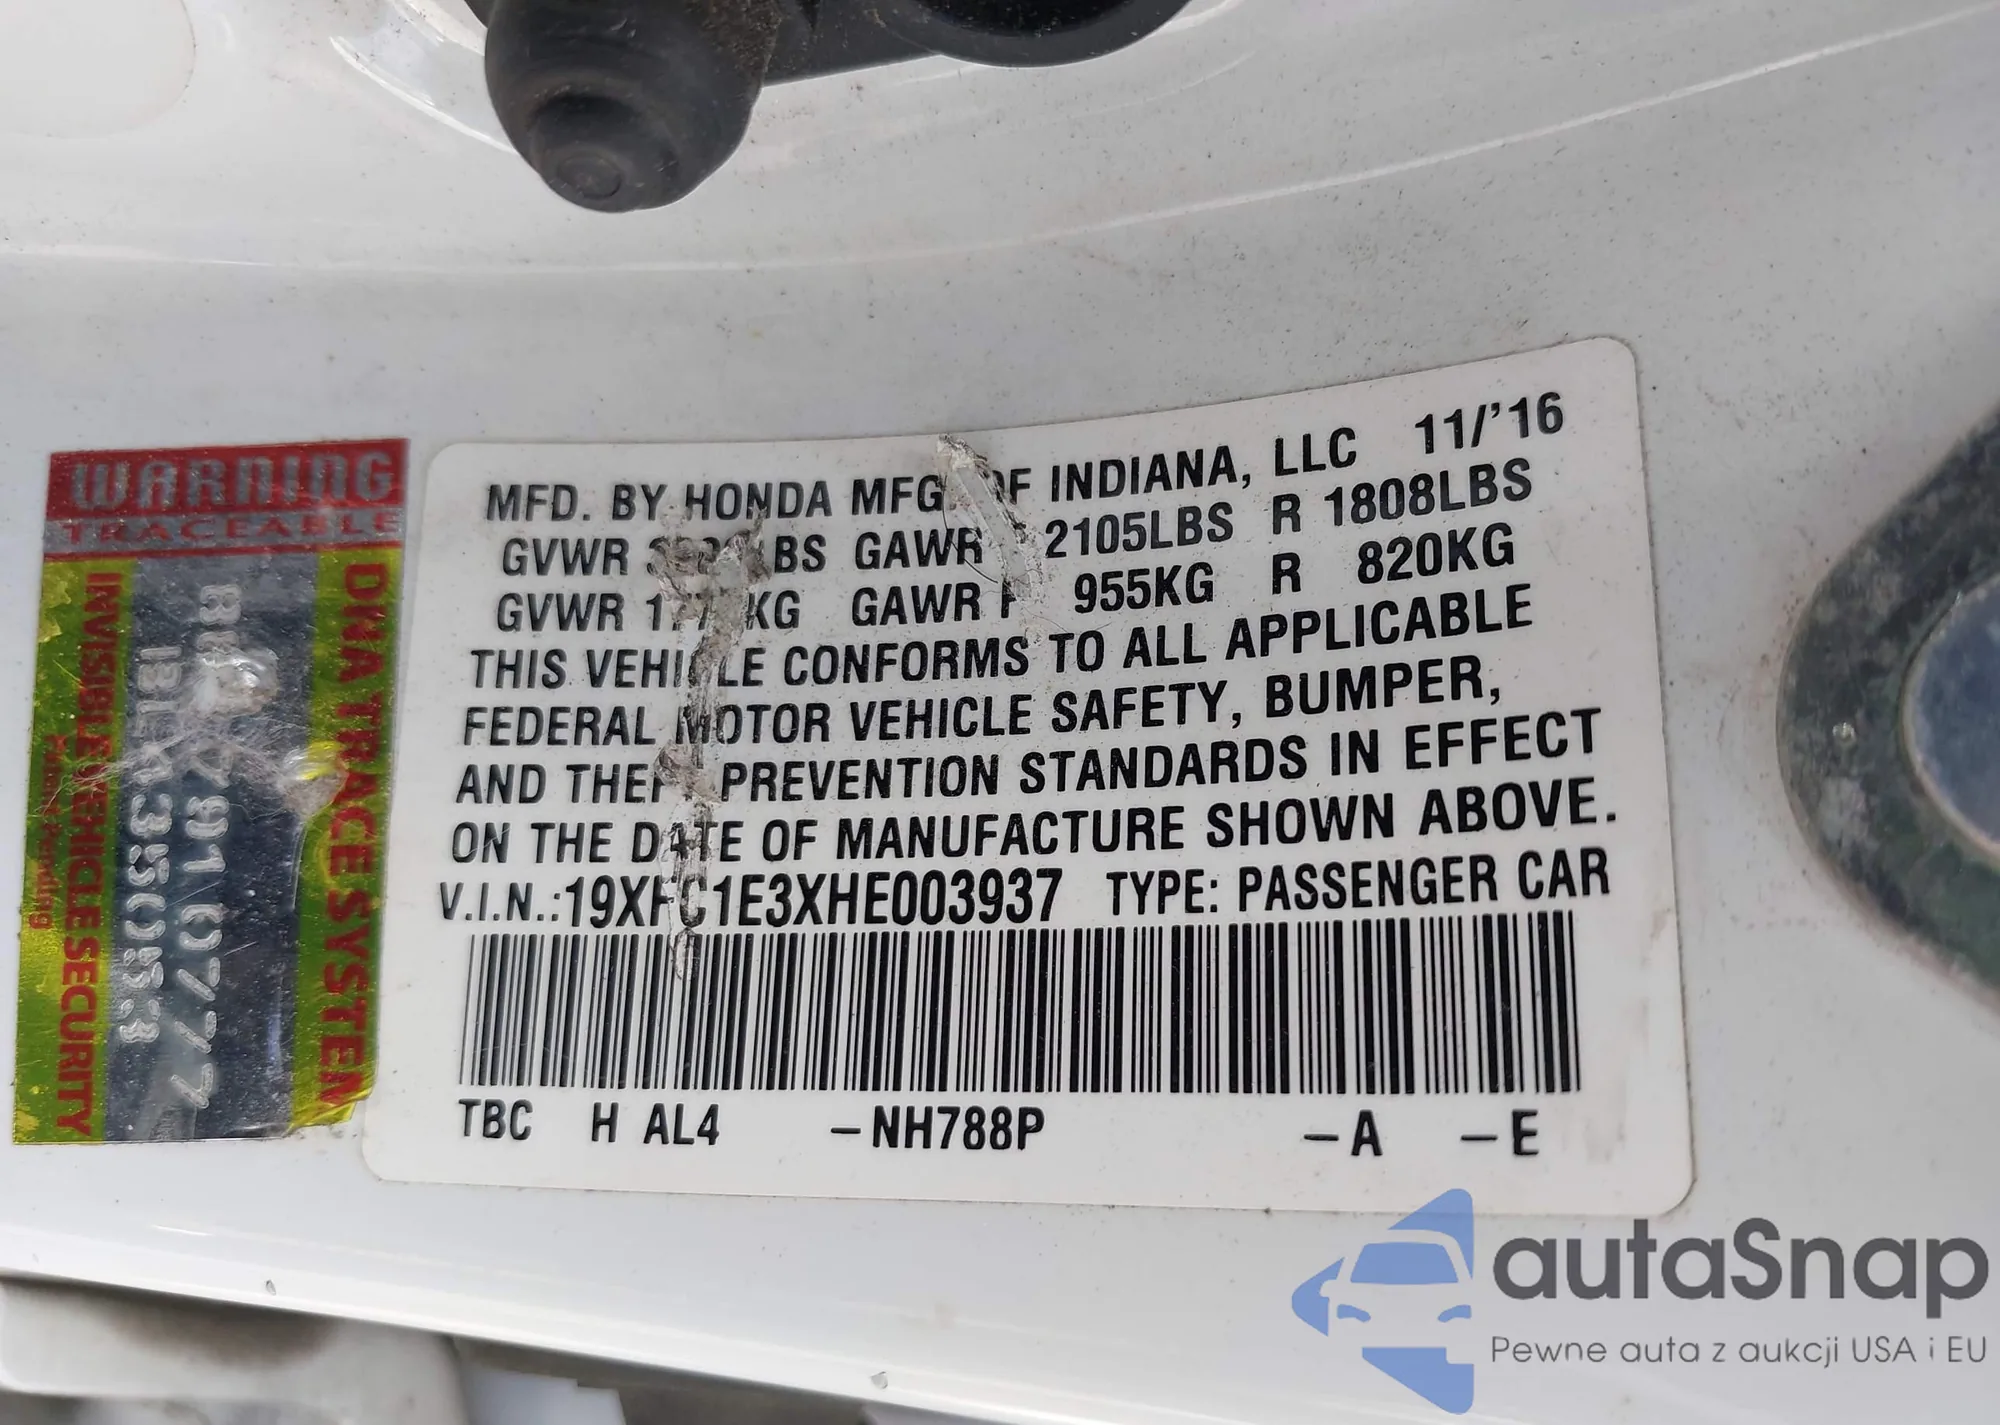 WARNING
TRACEABLE
DNA TRACE SYSTEM
INVISIBLE VEHICLE SECURITY
MFD. BY HONDA MFG. OF INDIANA, LLC 11/'16
GVWR GAWR 2105LBS R 1808LBS
GVWR GAWR F 955KG R 820KG
THIS VEHICLE CONFORMS TO ALL APPLICABLE
FEDERAL MOTOR VEHICLE SAFETY, BUMPER,
AND THEFT PREVENTION STANDARDS IN EFFECT
ON THE DATE OF MANUFACTURE SHOWN ABOVE.
V.I.N.:19XFC1E3XHE003937 TYPE: PASSENGER CAR
TBC H AL4 –NH788P –A –E
autaSnap
Pewne auta z aukcji USA i EU